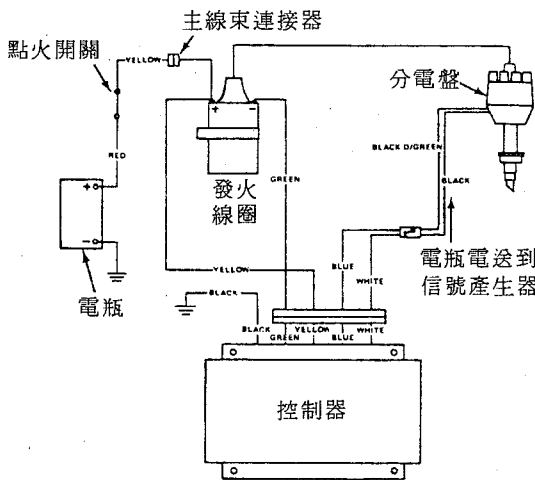 主線束連接器
點火開關
YELLOW
分電盤
+ −
BLACK D/GREEN
RED
BLACK
GREEN
發火
線圈
+
−
電瓶電送到
信號產生器
YELLOW
BLUE
WHITE
BLACK
電瓶
BLACK
GREEN
YELLOW
BLUE
WHITE
控制器